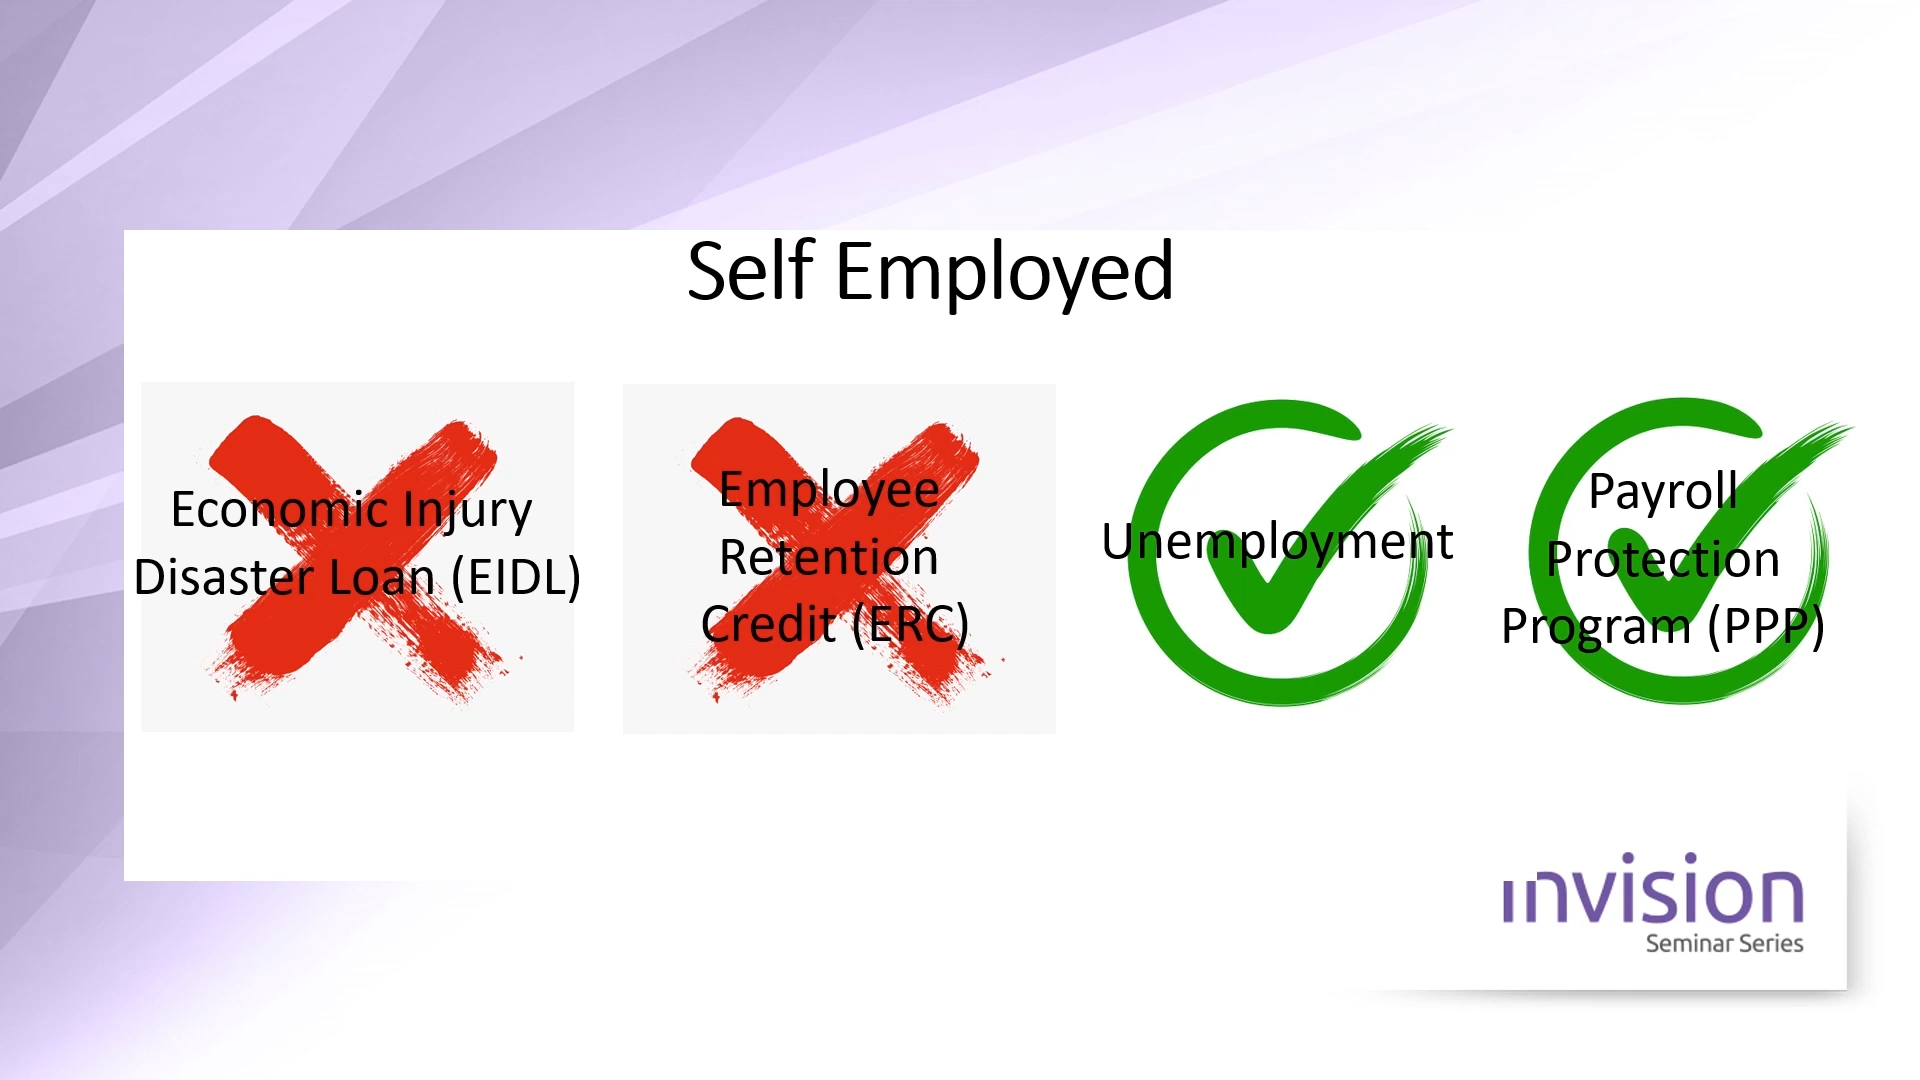 Self Employed
Economic Injury
Disaster Loan (EIDL)
Employee
Retention
Credit (ERC)
Unemployment
Payroll
Protection
Program (PPP)
invision
Seminar Series